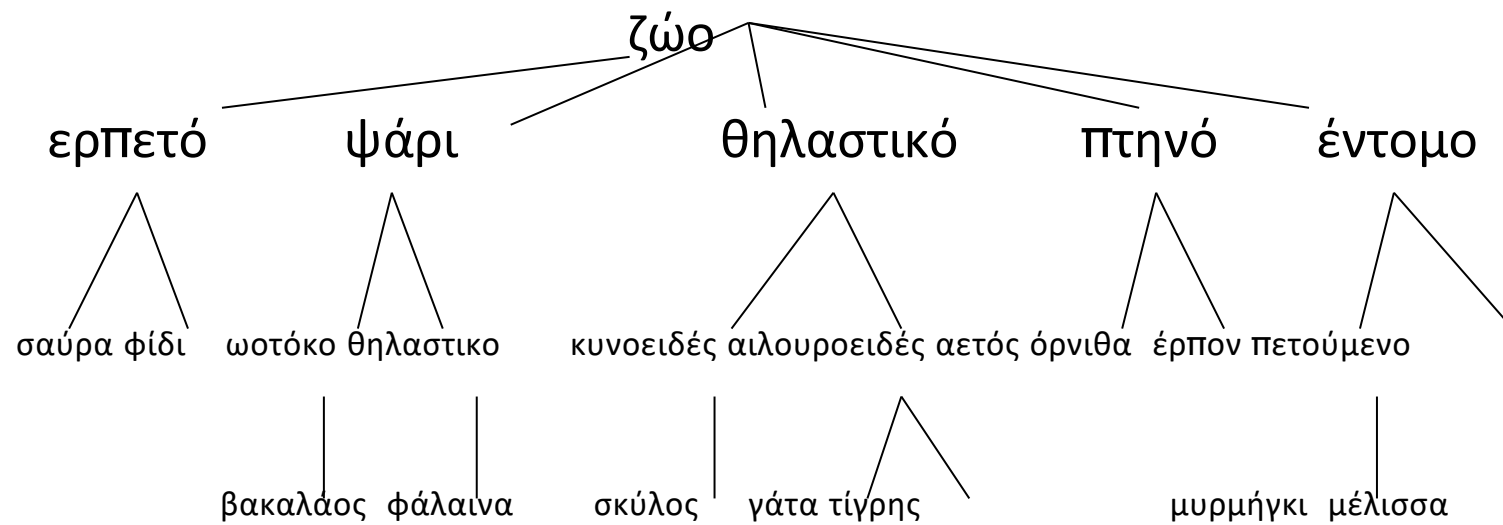 ζώο
ερπετό ψάρι θηλαστικό πτηνό έντομο
σαύρα φίδι ωοτόκο θηλαστικο κυνοειδές αιλουροειδές αετός όρνιθα έρπον πετούμενο
βακαλάος φάλαινα σκύλος γάτα τίγρης μυρμήγκι μέλισσα